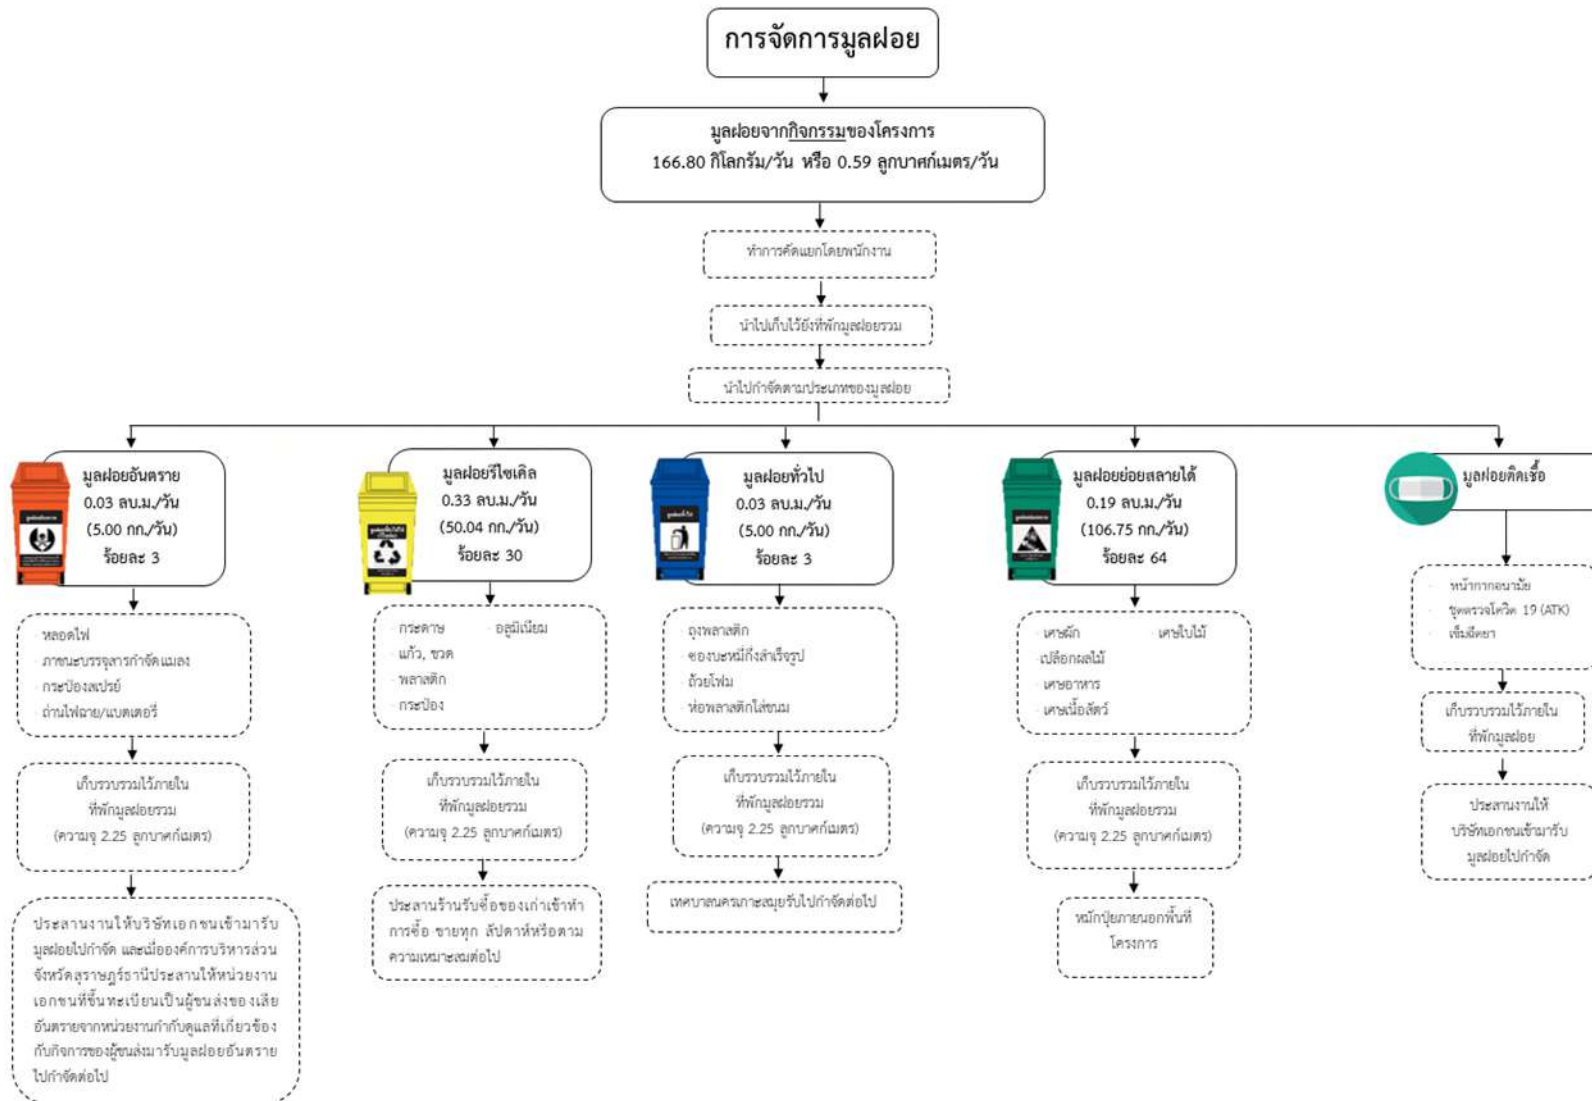 การจัดการมูลฝอย
มูลฝอยจากกิจกรรมของโครงการ
166.80 กิโลกรัม/วัน หรือ 0.59 ลูกบาศก์เมตร/วัน
ทำการคัดแยกโดยพนักงาน
นำไปเก็บไว้ยังที่พักมูลฝอยรวม
นำไปกำจัดตามประเภทของมูลฝอย
มูลฝอยอันตราย
0.03 ลบ.ม./วัน
(5.00 กก./วัน)
ร้อยละ 3
หลอดไฟ
ภาชนะบรรจุสารกำจัดแมลง
กระป๋องสเปรย์
ถ่านไฟฉาย/แบตเตอรี่
เก็บรวบรวมไว้ภายใน
ที่พักมูลฝอยรวม
(ความจุ 2.25 ลูกบาศก์เมตร)
ประสานงานให้บริษัทเอกชนเข้ามารับ
มูลฝอยไปกำจัด และเมื่อองค์การบริหารส่วน
จังหวัดสุราษฎร์ธานีประสานให้หน่วยงาน
เอกชนที่ขึ้นทะเบียนเป็นผู้ขนส่งของเสีย
อันตรายจากหน่วยงานกำกับดูแลที่เกี่ยวข้อง
กับกิจการของผู้ขนส่งมารับมูลฝอยอันตราย
ไปกำจัดต่อไป
มูลฝอยรีไซเคิล
0.33 ลบ.ม./วัน
(50.04 กก./วัน)
ร้อยละ 30
กระดาษ
อลูมิเนียม
แก้ว, ขวด
พลาสติก
กระป๋อง
เก็บรวบรวมไว้ภายใน
ที่พักมูลฝอยรวม
(ความจุ 2.25 ลูกบาศก์เมตร)
ประสานร้านรับซื้อของเก่าเข้าทำ
การซื้อ ขายทุก สัปดาห์หรือตาม
ความเหมาะสมต่อไป
มูลฝอยทั่วไป
0.03 ลบ.ม./วัน
(5.00 กก./วัน)
ร้อยละ 3
ถุงพลาสติก
ซองบะหมี่กึ่งสำเร็จรูป
ถ้วยโฟม
ห่อพลาสติกใส่ขนม
เก็บรวบรวมไว้ภายใน
ที่พักมูลฝอยรวม
(ความจุ 2.25 ลูกบาศก์เมตร)
เทศบาลนครเกาะสมุยรับไปกำจัดต่อไป
มูลฝอยย่อยสลายได้
0.19 ลบ.ม./วัน
(106.75 กก./วัน)
ร้อยละ 64
เศษผัก
เศษใบไม้
เปลือกผลไม้
เศษอาหาร
เศษเนื้อสัตว์
เก็บรวบรวมไว้ภายใน
ที่พักมูลฝอยรวม
(ความจุ 2.25 ลูกบาศก์เมตร)
หมักปุ๋ยภายนอกพื้นที่
โครงการ
มูลฝอยติดเชื้อ
หน้ากากอนามัย
ชุดตรวจโควิด 19 (ATK)
เข็มฉีดยา
เก็บรวบรวมไว้ภายใน
ที่พักมูลฝอย
ประสานงานให้
บริษัทเอกชนเข้ามารับ
มูลฝอยไปกำจัด